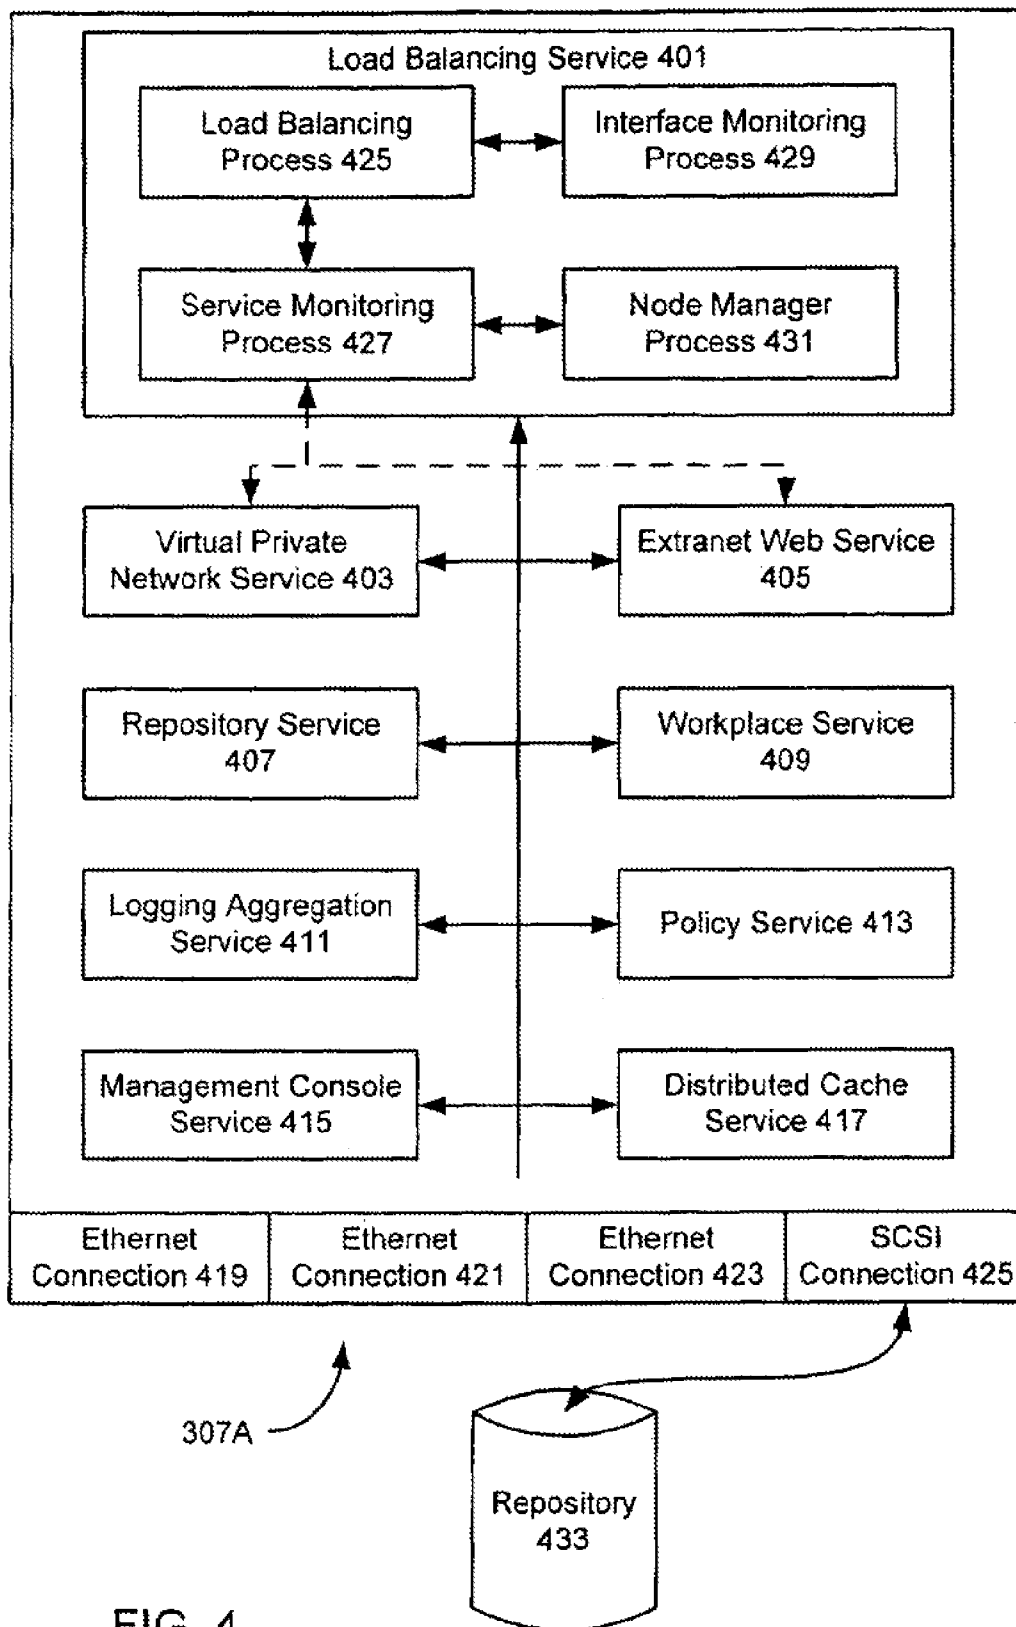 Load Balancing Service 401
Load Balancing
Process 425
Interface Monitoring
Process 429
Service Monitoring
Process 427
Node Manager
Process 431
Virtual Private
Network Service 403
Extranet Web Service
405
Repository Service
407
Workplace Service
409
Logging Aggregation
Service 411
Policy Service 413
Management Console
Service 415
Distributed Cache
Service 417
Ethernet
Connection 419
Ethernet
Connection 421
Ethernet
Connection 423
SCSI
Connection 425
307A
Repository
433
FIG. 4